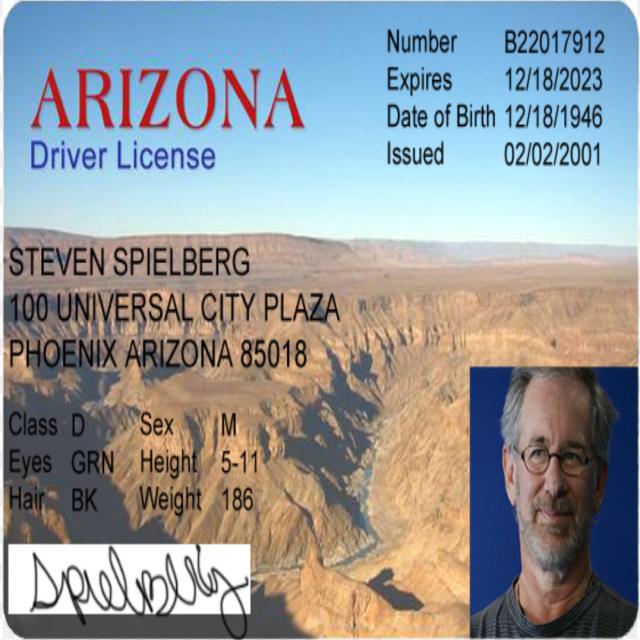 ARIZONA
Driver License
Number B22017912
Expires 12/18/2023
Date of Birth 12/18/1946
Issued 02/02/2001
STEVEN SPIELBERG
100 UNIVERSAL CITY PLAZA
PHOENIX ARIZONA 85018
Class D Sex M
Eyes GRN Height 5-11
Hair BK Weight 186
Spielberg